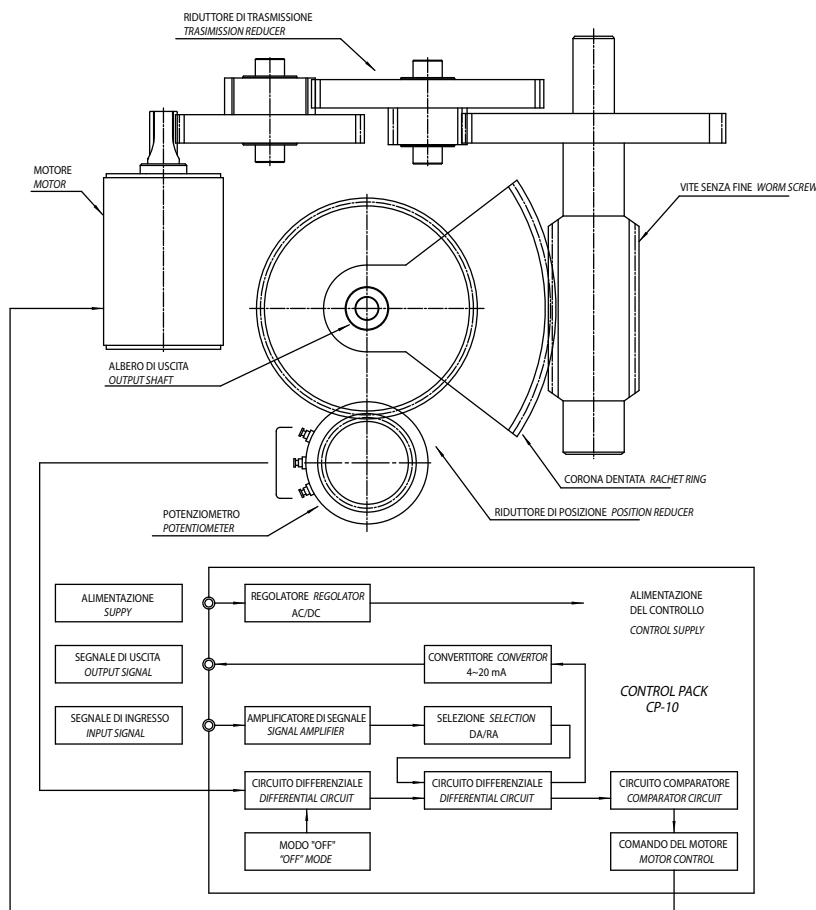 RIDUTTORE DI TRASMISSIONE
TRASIMISSION REDUCER
MOTORE
MOTOR
VITE SENZA FINE WORM SCREW
ALBERO DI USCITA
OUTPUT SHAFT
CORONA DENTATA RACHET RING
POTENZIOMETRO
POTENTIOMETER
RIDUTTORE DI POSIZIONE POSITION REDUCER
ALIMENTAZIONE
SUPPY
REGOLATORE REGOLATOR
AC/DC
ALIMENTAZIONE
DEL CONTROLLO
CONTROL SUPPLY
SEGNALE DI USCITA
OUTPUT SIGNAL
CONVERTITORE CONVERTOR
4~20 mA
CONTROL PACK
CP-10
SEGNALE DI INGRESSO
INPUT SIGNAL
AMPLIFICATORE DI SEGNALE
SIGNAL AMPLIFIER
SELEZIONE SELECTION
DA/RA
CIRCUITO DIFFERENZIALE
DIFFERENTIAL CIRCUIT
CIRCUITO DIFFERENZIALE
DIFFERENTIAL CIRCUIT
CIRCUITO COMPARATORE
COMPARATOR CIRCUIT
MODO "OFF"
"OFF" MODE
COMANDO DEL MOTORE
MOTOR CONTROL